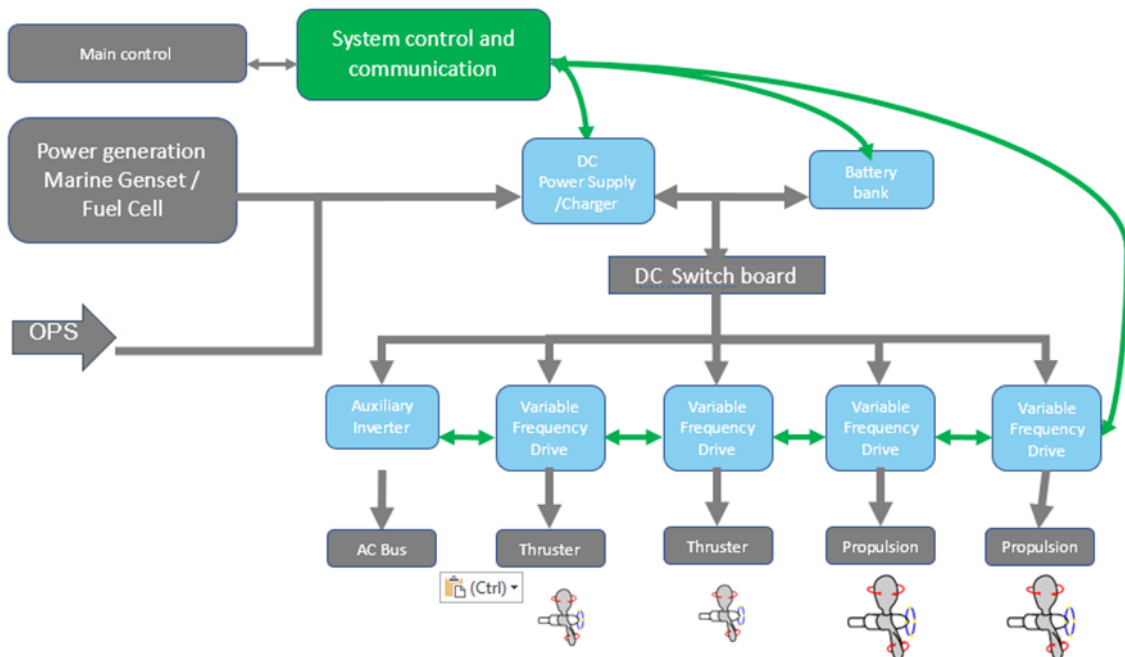 System control and
communication
Main control
Power generation
Marine Genset /
Fuel Cell
DC
Power Supply
/Charger
Battery
bank
DC Switch board
OPS
Auxiliary
Inverter
Variable
Frequency
Drive
Variable
Frequency
Drive
Variable
Frequency
Drive
Variable
Frequency
Drive
AC Bus
Thruster
Thruster
Propulsion
Propulsion
(Ctrl)